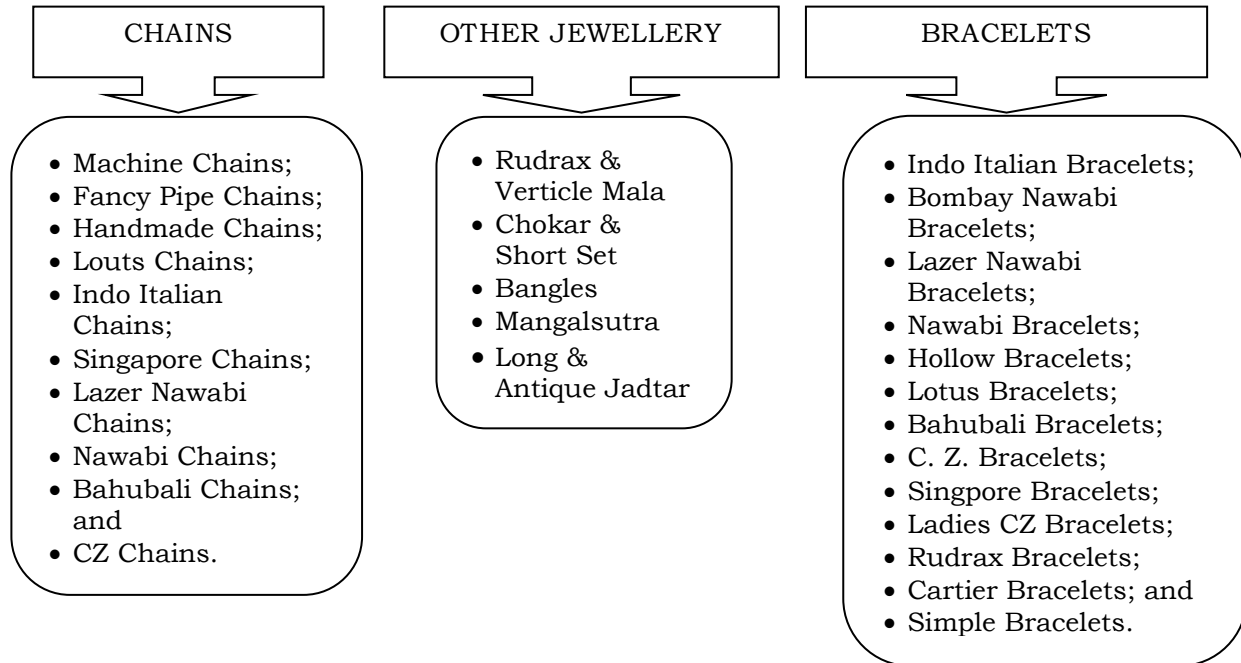 CHAINS
• Machine Chains;
• Fancy Pipe Chains;
• Handmade Chains;
• Louts Chains;
• Indo Italian
Chains;
• Singapore Chains;
• Lazer Nawabi
Chains;
• Nawabi Chains;
• Bahubali Chains;
and
• CZ Chains.
OTHER JEWELLERY
• Rudrax &
Verticle Mala
• Chokar &
Short Set
• Bangles
• Mangalsutra
• Long &
Antique Jadtar
BRACELETS
• Indo Italian Bracelets;
• Bombay Nawabi
Bracelets;
• Lazer Nawabi
Bracelets;
• Nawabi Bracelets;
• Hollow Bracelets;
• Lotus Bracelets;
• Bahubali Bracelets;
• C. Z. Bracelets;
• Singpore Bracelets;
• Ladies CZ Bracelets;
• Rudrax Bracelets;
• Cartier Bracelets; and
• Simple Bracelets.